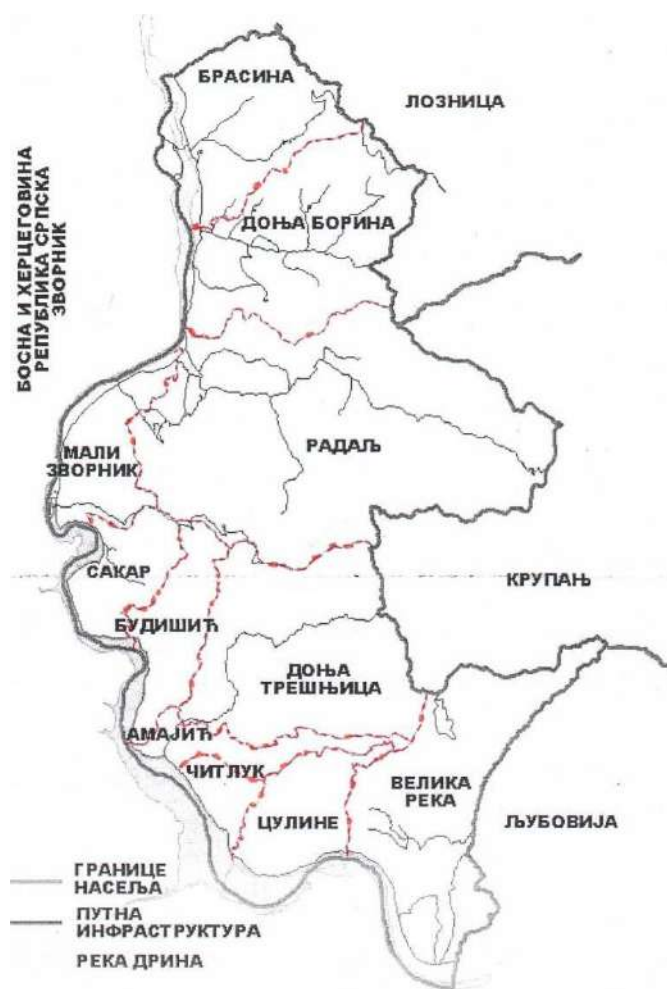 БРАСИНА
ЛОЗНИЦА
БОСНА И ХЕРЦЕГОВИНА
РЕПУБЛИКА СРПСКА
ЗВОРНИК
ДОЊА БОРИНА
РАДАЉ
МАЛИ
ЗВОРНИК
САКАР
КРУПАЊ
БУДИШИЋ
ДОЊА
ТРЕШЊИЦА
АМАЈИЋ
ЧИТЛУК
ВЕЛИКА
РЕКА
ЦУЛИНЕ
ЉУБОВИЈА
ГРАНИЦЕ
НАСЕЉА
ПУТНА
ИНФРАСТРУКТУРА
РЕКА ДРИНА